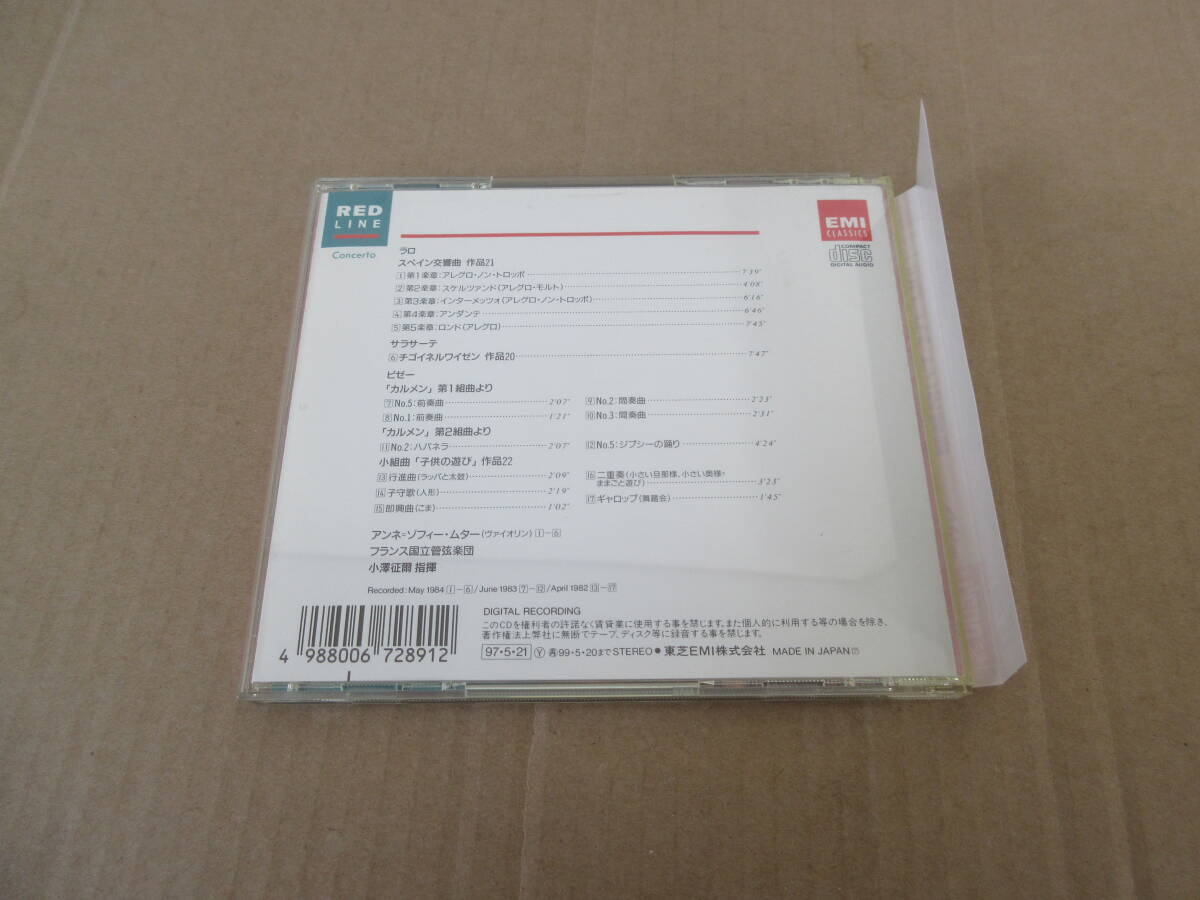 RED
LINE
Concerto
EMI
CLASSICS
COMPACT
disc
DIGITAL AUDIO
ラロ
スペイン交響曲 作品21
1 第1楽章:アレグロ・ノン・トロッポ 7'39"
2 第2楽章:スケルツァンド(アレグロ・モルト) 4'08"
3 第3楽章:インターメッツォ(アレグロ・ノン・トロッポ) 6'16"
4 第4楽章:アンダンテ 6'46"
5 第5楽章:ロンド(アレグロ) 7'45"
サラサーテ
6 チゴイネルワイゼン 作品20 7'47"
ビゼー
「カルメン」第1組曲より
7 No.5:前奏曲 2'07"
8 No.1:前奏曲 1'21"
9 No.2:間奏曲 2'23"
10 No.3:間奏曲 2'31"
「カルメン」第2組曲より
11 No.2:ハバネラ 2'07"
12 No.5:ジプシーの踊り 4'24"
小組曲「子供の遊び」作品22
13 行進曲(ラッパと太鼓) 2'09"
14 子守歌(人形) 2'19"
15 即興曲(こま) 1'02"
16 二重奏(小さい旦那様、小さい奥様・
ままごと遊び) 3'23"
17 ギャロップ(舞踏会) 1'45"
アンネ=ゾフィー・ムター(ヴァイオリン) 1-6
フランス国立管弦楽団
小澤征爾 指揮
Recorded: May 1984 1-6/June 1983 7-12/April 1982 13-17
DIGITAL RECORDING
このCDを権利者の許諾なく賃貸業に使用する事を禁じます。また個人的に利用する等の場合を除き、
著作権法上弊社に無断でテープ、ディスク等に録音する事を禁じます。
97・5・21 Y 再99・5・20まで STEREO ● 東芝EMI株式会社 MADE IN JAPAN
4 988006 728912